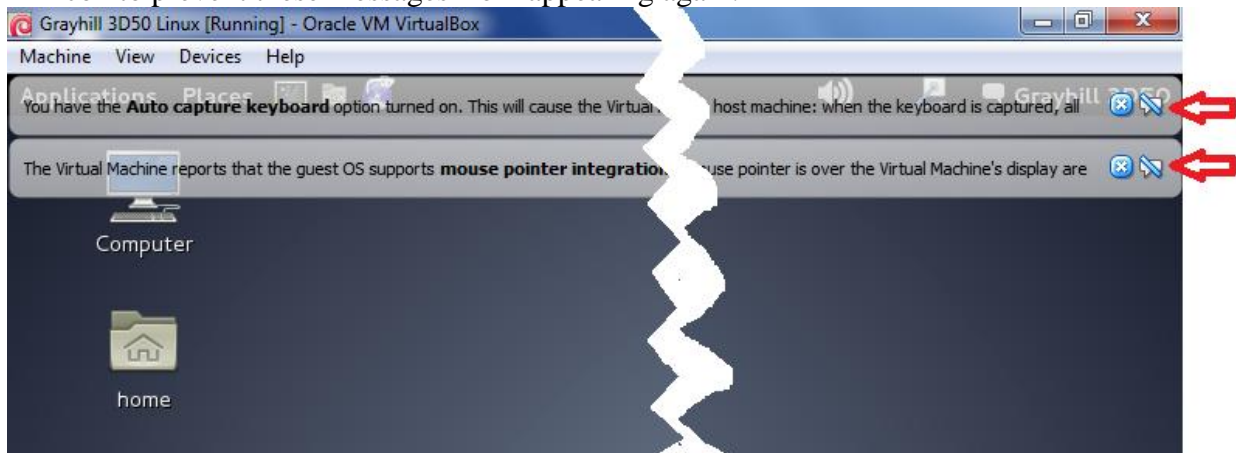 Grayhill 3D50 Linux [Running] - Oracle VM VirtualBox
Machine View Devices Help
Applications Places Grayhill 3D50
You have the Auto capture keyboard option turned on. This will cause the Virtual host machine: when the keyboard is captured, all
The Virtual Machine reports that the guest OS supports mouse pointer integration pointer is over the Virtual Machine's display are
Computer
home